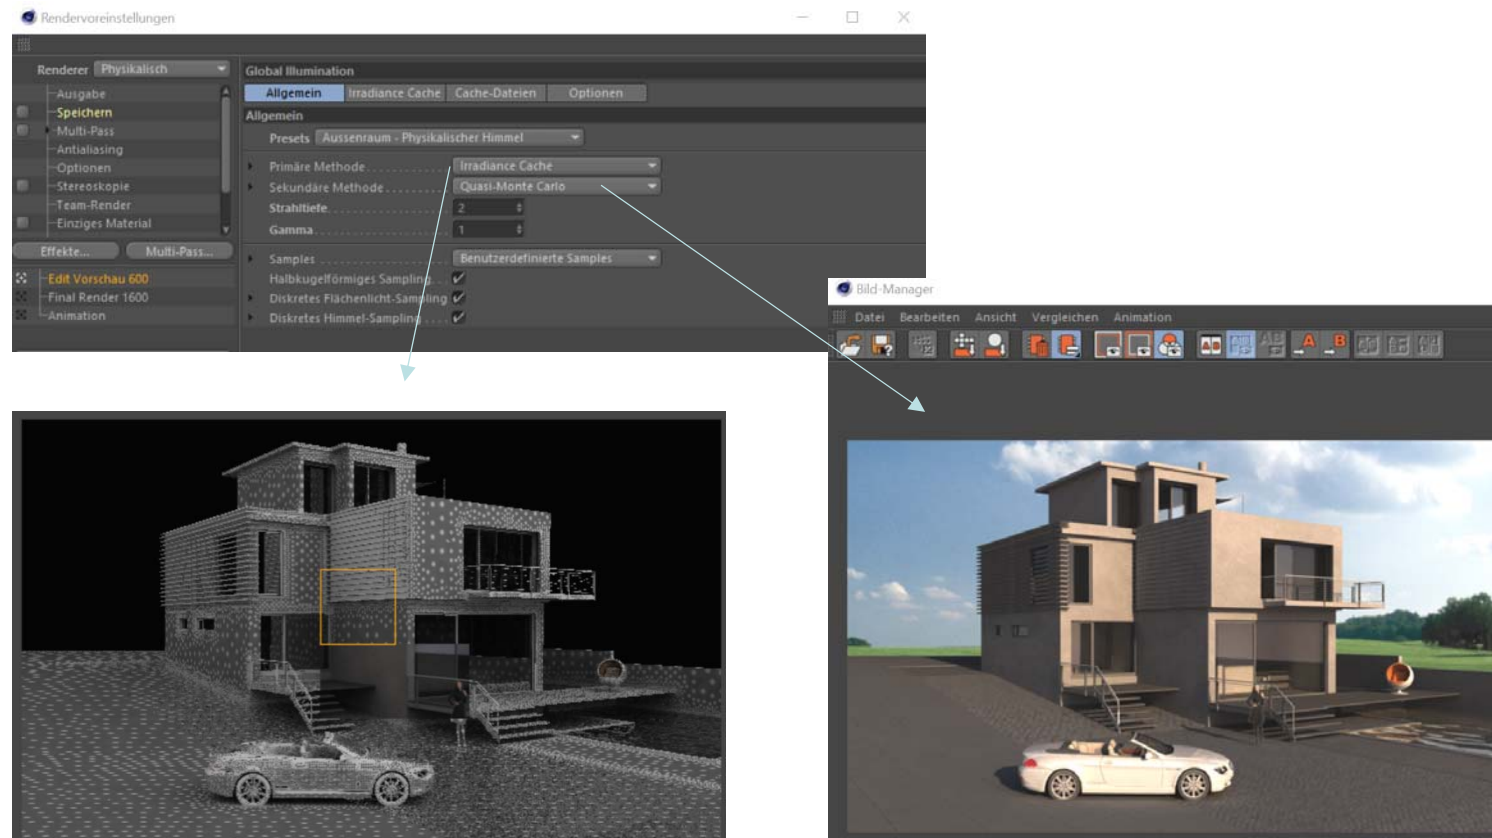 Rendervoreinstellungen
Renderer Physikalisch
Ausgabe
Speichern
Multi-Pass
Antialiasing
Optionen
Stereoskopie
Team-Render
Einziges Material
Effekte... Multi-Pass...
Edit Vorschau 600
Final Render 1600
Animation
Global Illumination
Allgemein Irradiance Cache Cache-Dateien Optionen
Allgemein
Presets Aussenraum - Physikalischer Himmel
Primäre Methode Irradiance Cache
Sekundäre Methode Quasi-Monte Carlo
Strahltiefe 2
Gamma 1
Samples Benutzerdefinierte Samples
Halbkugelförmiges Sampling
Diskretes Flächenlicht-Sampling
Diskretes Himmel-Sampling
Bild-Manager
Datei Bearbeiten Ansicht Vergleichen Animation
AB A B